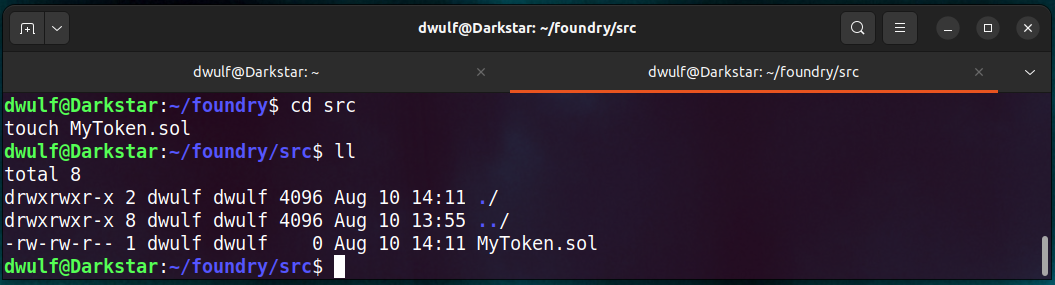 dwulf@Darkstar: ~/foundry/src
dwulf@Darkstar: ~
dwulf@Darkstar: ~/foundry/src
dwulf@Darkstar:~/foundry$ cd src
touch MyToken.sol
dwulf@Darkstar:~/foundry/src$ ll
total 8
drwxrwxr-x 2 dwulf dwulf 4096 Aug 10 14:11 ./
drwxrwxr-x 8 dwulf dwulf 4096 Aug 10 13:55 ../
-rw-rw-r-- 1 dwulf dwulf    0 Aug 10 14:11 MyToken.sol
dwulf@Darkstar:~/foundry/src$